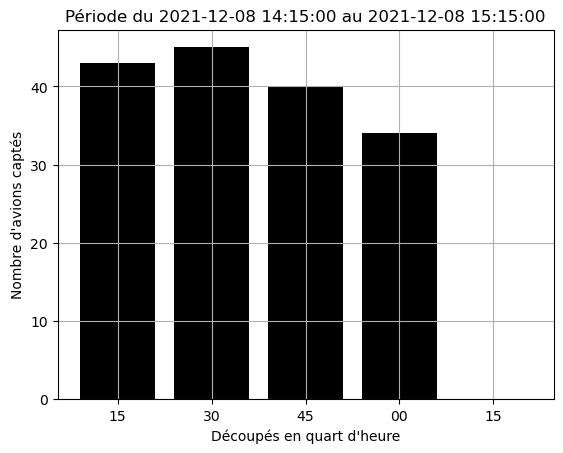 Période du 2021-12-08 14:15:00 au 2021-12-08 15:15:00
Nombre d'avions captés
40
30
20
10
0
15 30 45 00 15
Découpés en quart d'heure